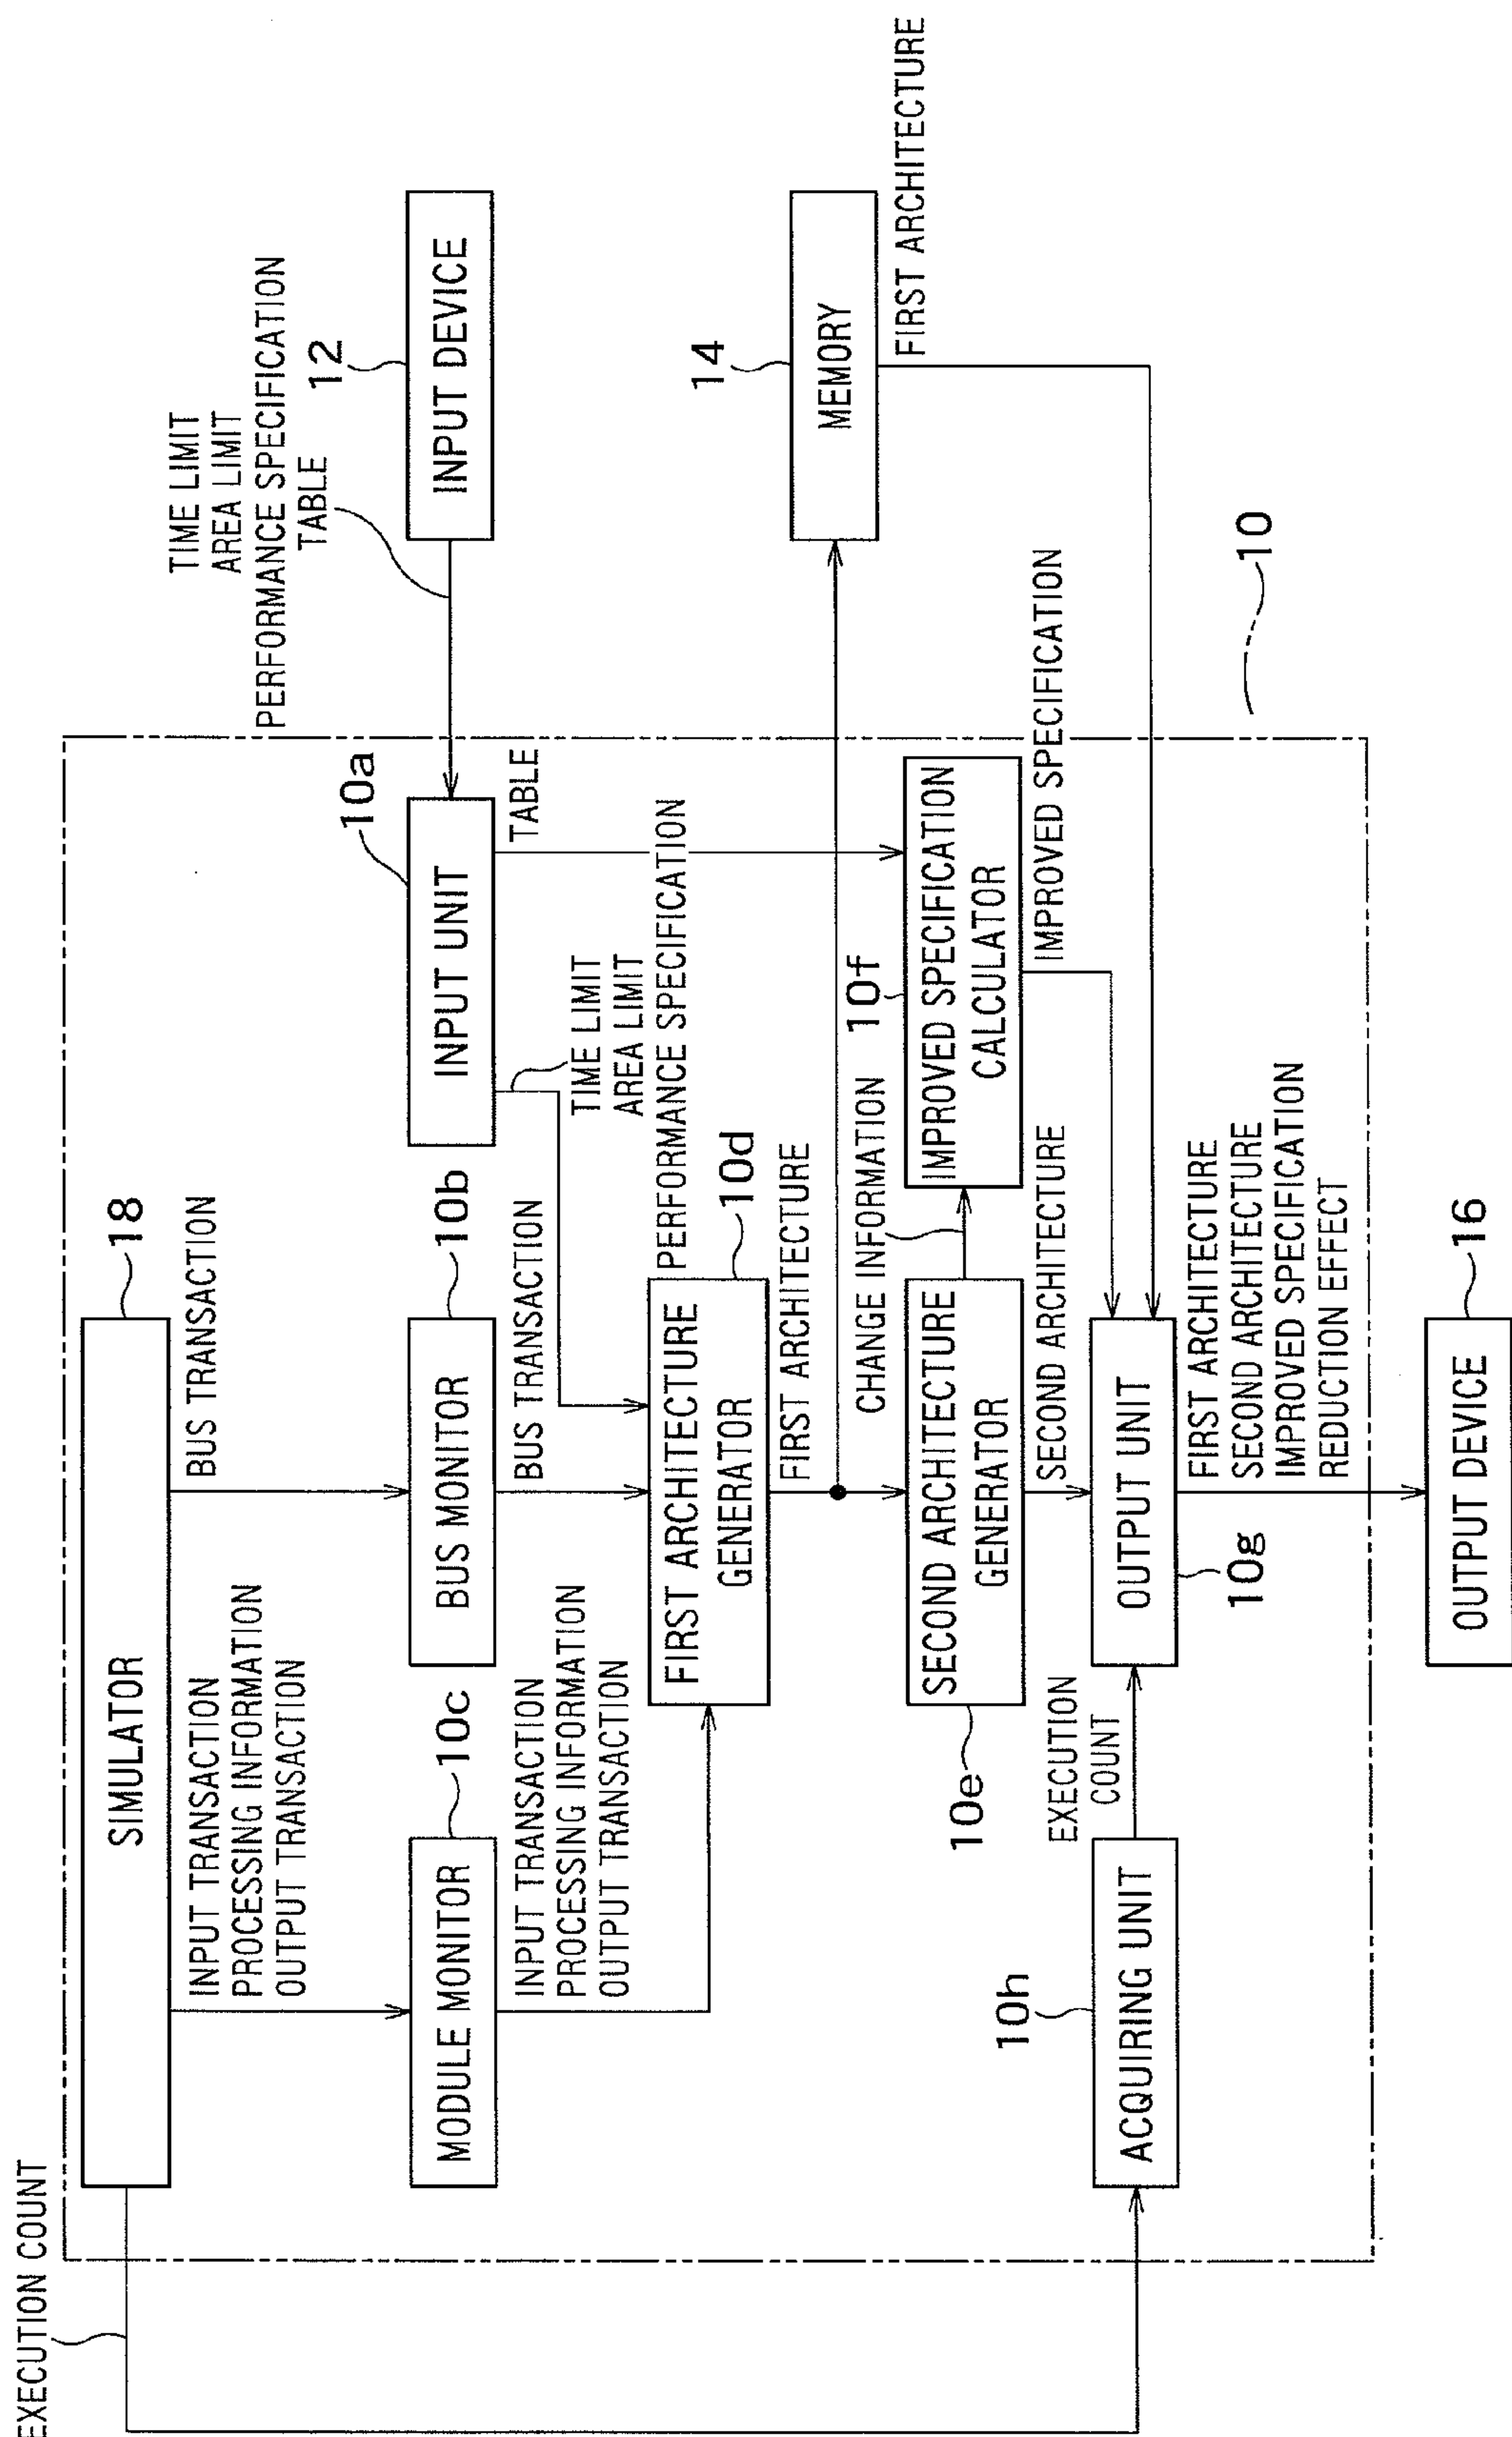 EXECUTION COUNT
SIMULATOR
18
INPUT TRANSACTION
PROCESSING INFORMATION
OUTPUT TRANSACTION
BUS TRANSACTION
TIME LIMIT
AREA LIMIT
PERFORMANCE SPECIFICATION
TABLE
MODULE MONITOR
10c
BUS MONITOR
10b
INPUT UNIT
10a
INPUT DEVICE
12
INPUT TRANSACTION
PROCESSING INFORMATION
OUTPUT TRANSACTION
BUS TRANSACTION
TIME LIMIT
AREA LIMIT
PERFORMANCE SPECIFICATION
TABLE
FIRST ARCHITECTURE
GENERATOR
10d
FIRST ARCHITECTURE
MEMORY
14
FIRST ARCHITECTURE
CHANGE INFORMATION
SECOND ARCHITECTURE
GENERATOR
10e
IMPROVED SPECIFICATION
CALCULATOR
10f
SECOND ARCHITECTURE
IMPROVED SPECIFICATION
EXECUTION
COUNT
10h
ACQUIRING UNIT
OUTPUT UNIT
10g
FIRST ARCHITECTURE
SECOND ARCHITECTURE
IMPROVED SPECIFICATION
REDUCTION EFFECT
10
OUTPUT DEVICE
16